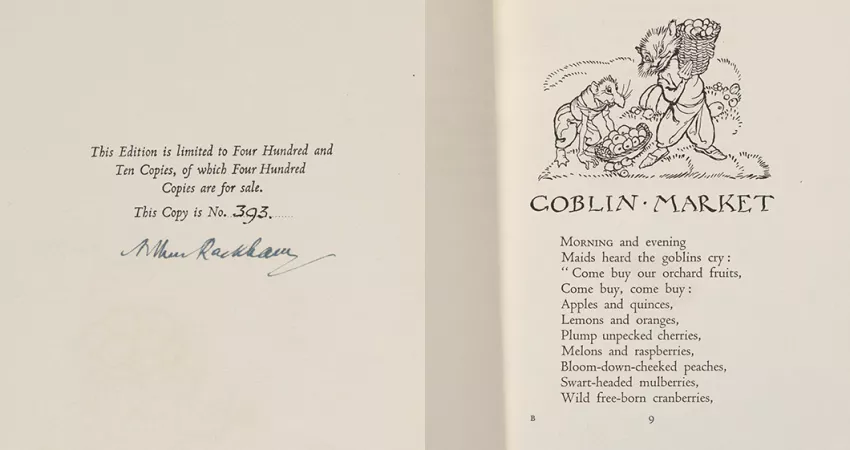 This Edition is limited to Four Hundred and
Ten Copies, of which Four Hundred
Copies are for sale.
This Copy is No. 393.......
Arthur Rackham
GOBLIN · MARKET
MORNING and evening
Maids heard the goblins cry :
“ Come buy our orchard fruits,
Come buy, come buy :
Apples and quinces,
Lemons and oranges,
Plump unpecked cherries,
Melons and raspberries,
Bloom-down-cheeked peaches,
Swart-headed mulberries,
Wild free-born cranberries,
B 9